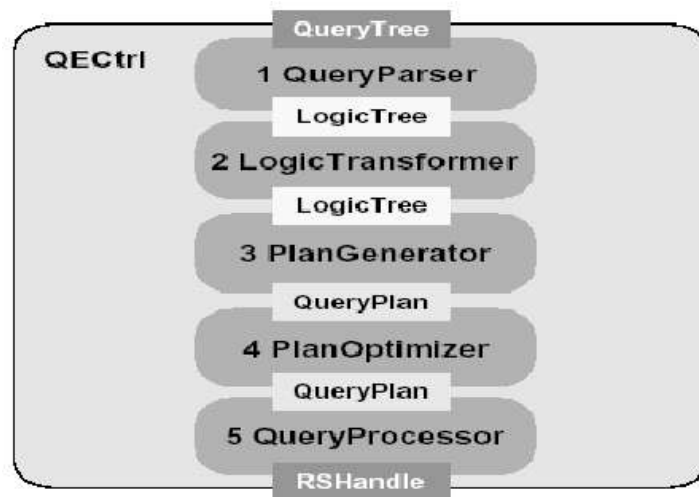 QueryTree
QECtrl
1 QueryParser
LogicTree
2 LogicTransformer
LogicTree
3 PlanGenerator
QueryPlan
4 PlanOptimizer
QueryPlan
5 QueryProcessor
RSHandle